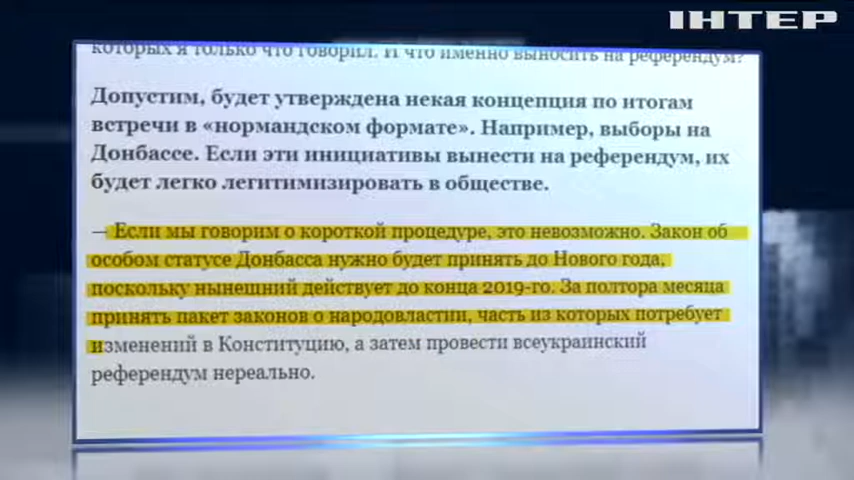 ІНТЕР
которых я только что говорил. И что именно выносить на референдум?
Допустим, будет утверждена некая концепция по итогам
встречи в «нормандском формате». Например, выборы на
Донбассе. Если эти инициативы вынести на референдум, их
будет легко легитимизировать в обществе.
— Если мы говорим о короткой процедуре, это невозможно. Закон об
особом статусе Донбасса нужно будет принять до Нового года,
поскольку нынешний действует до конца 2019-го. За полтора месяца
принять пакет законов о народовластии, часть из которых потребует
изменений в Конституцию, а затем провести всеукраинский
референдум нереально.